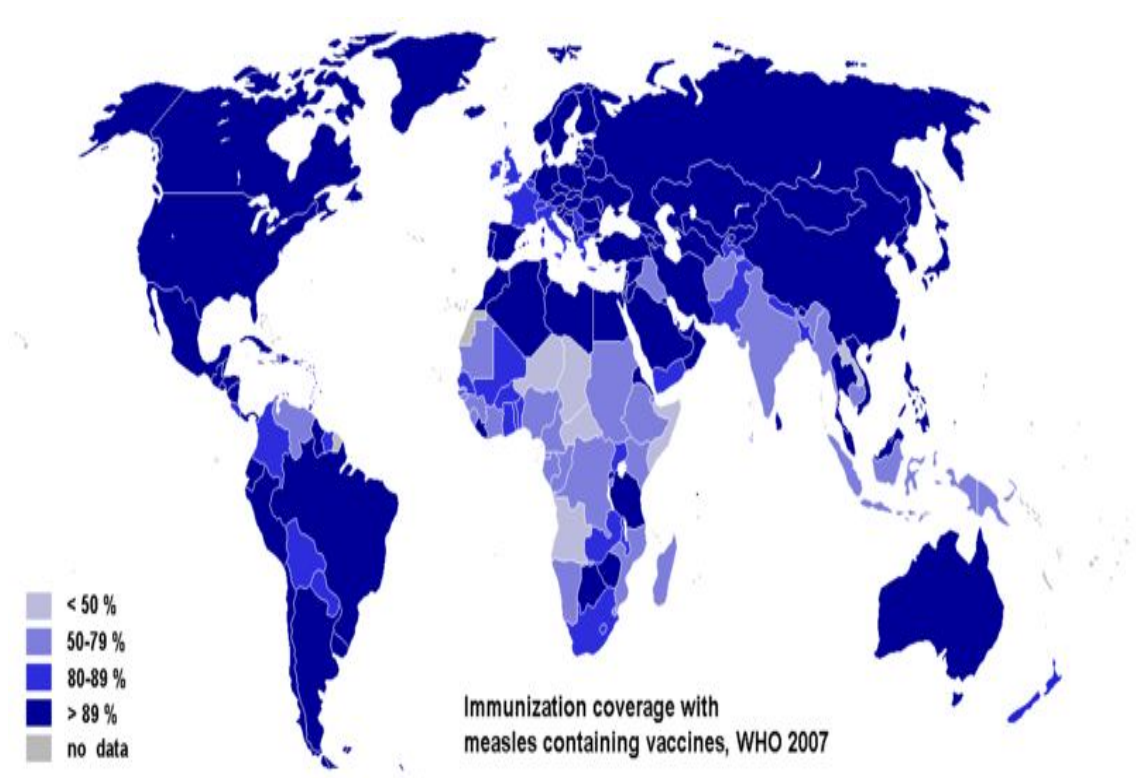 < 50 %
50-79 %
80-89 %
> 89 %
no data
Immunization coverage with
measles containing vaccines, WHO 2007